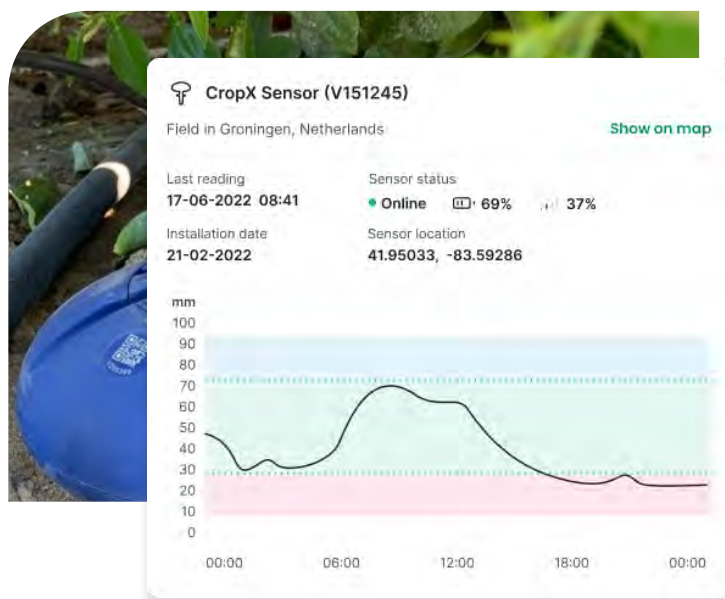 CropX Sensor (V151245)
Field in Groningen, Netherlands
Show on map
Last reading
Sensor status
17-06-2022 08:41
Online 69% 37%
Installation date
Sensor location
21-02-2022
41.95033, -83.59286
mm
100
90
80
70
60
50
40
30
20
10
0
00:00 06:00 12:00 18:00 00:00